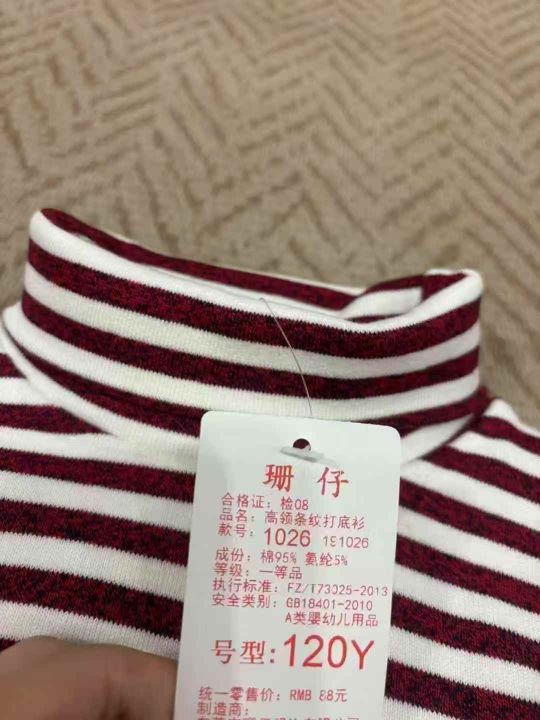 珊仔
合格证：检08
品名：高领条纹打底衫
款号：1026 191026
成份：棉95% 氨纶5%
等级：一等品
执行标准：FZ/T73025-2013
安全类别：GB18401-2010
A类婴幼儿用品
号型：120Y
统一零售价：RMB 88元
制造商：